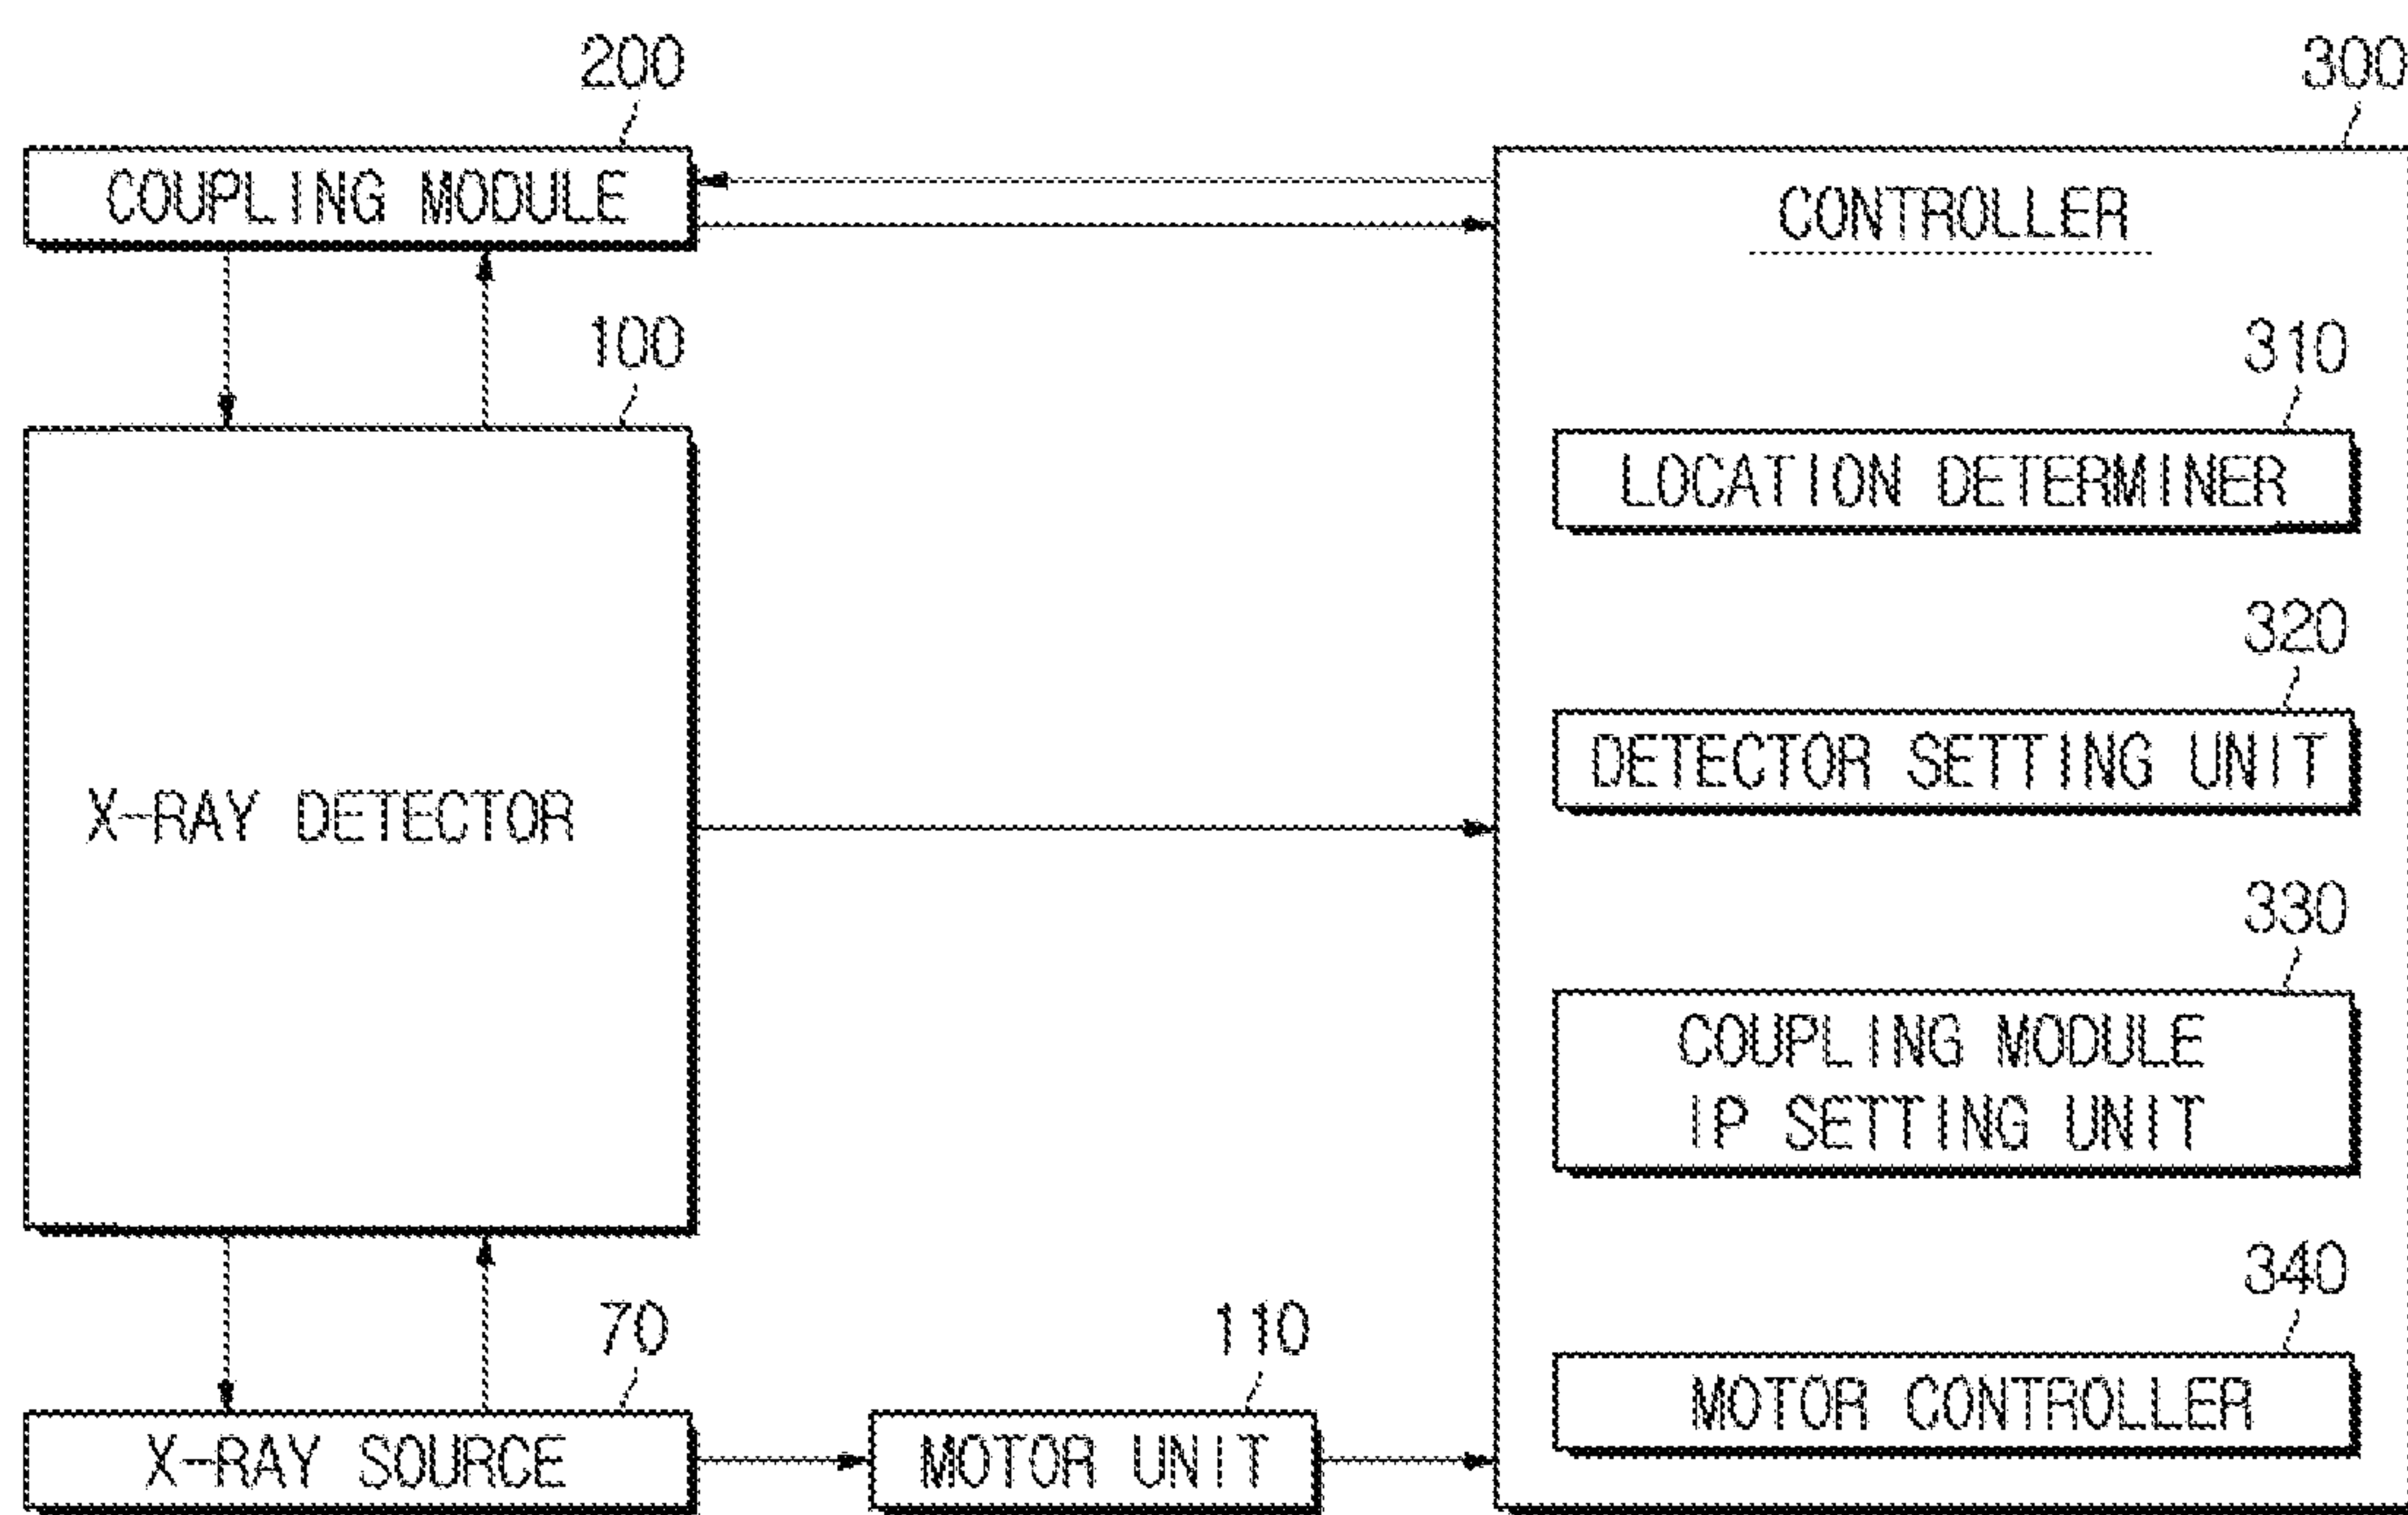 200
300
COUPLING MODULE
CONTROLLER
100
310
LOCATION DETERMINER
320
DETECTOR SETTING UNIT
X-RAY DETECTOR
330
COUPLING MODULE
IP SETTING UNIT
340
70
110
MOTOR CONTROLLER
X-RAY SOURCE
MOTOR UNIT